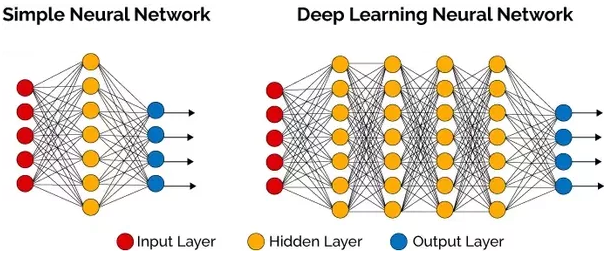 Simple Neural Network
Deep Learning Neural Network
Input Layer
Hidden Layer
Output Layer